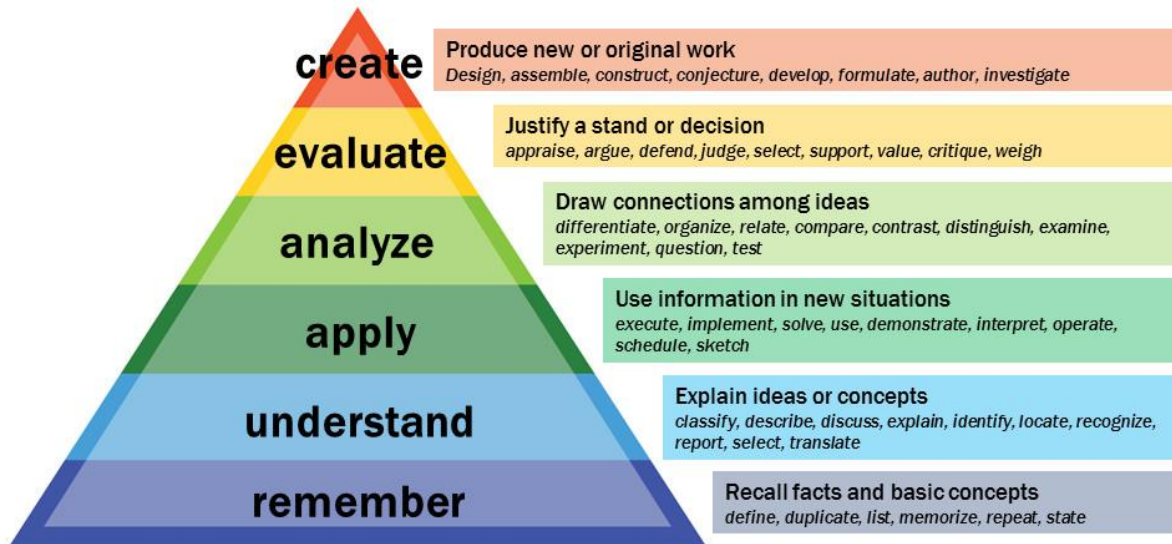 create
Produce new or original work
Design, assemble, construct, conjecture, develop, formulate, author, investigate
evaluate
Justify a stand or decision
appraise, argue, defend, judge, select, support, value, critique, weigh
analyze
Draw connections among ideas
differentiate, organize, relate, compare, contrast, distinguish, examine,
experiment, question, test
apply
Use information in new situations
execute, implement, solve, use, demonstrate, interpret, operate,
schedule, sketch
understand
Explain ideas or concepts
classify, describe, discuss, explain, identify, locate, recognize,
report, select, translate
remember
Recall facts and basic concepts
define, duplicate, list, memorize, repeat, state